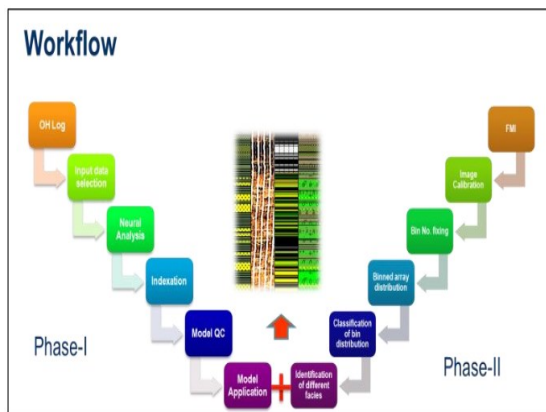 Workflow
OH Log
Input data
selection
Neural
Analysis
Indexation
Model QC
Model
Application
Phase-I
FMI
Image
Calibration
Bin No. fixing
Binned array
distribution
Classification
of bin
distribution
Identification
of different
facies
Phase-II